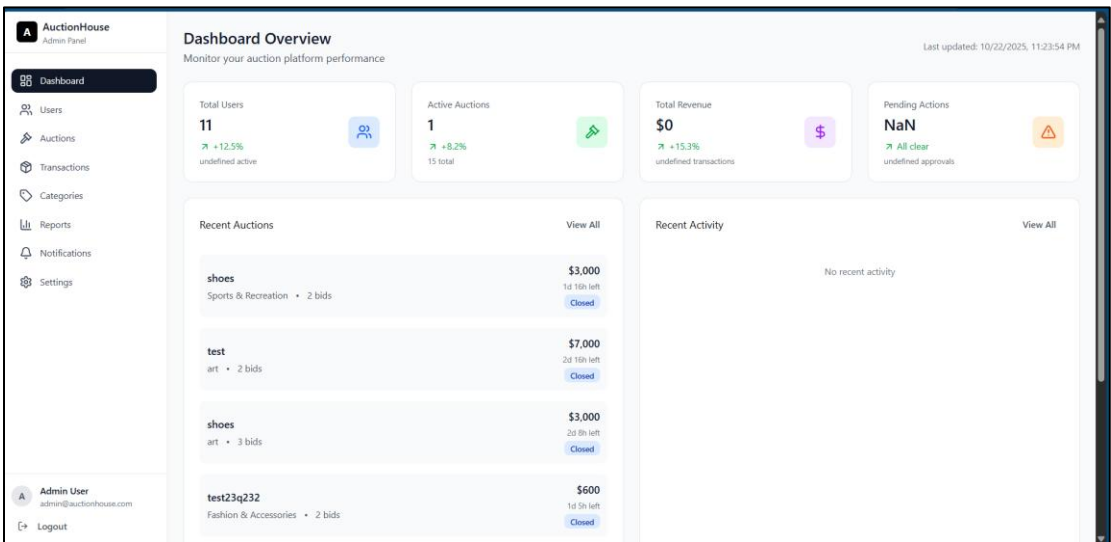 A
AuctionHouse
Admin Panel
Dashboard
Users
Auctions
Transactions
Categories
Reports
Notifications
Settings
A
Admin User
admin@auctionhouse.com
Logout
Dashboard Overview
Monitor your auction platform performance
Last updated: 10/22/2025, 11:23:54 PM
Total Users
11
+12.5%
undefined active
Active Auctions
1
+8.2%
15 total
Total Revenue
$0
+15.3%
undefined transactions
Pending Actions
NaN
All clear
undefined approvals
Recent Auctions View All
shoes $3,000
Sports & Recreation • 2 bids 1d 16h left
Closed
test $7,000
art • 2 bids 2d 16h left
Closed
shoes $3,000
art • 3 bids 2d 8h left
Closed
test23q232 $600
Fashion & Accessories • 2 bids 1d 5h left
Closed
Recent Activity View All
No recent activity